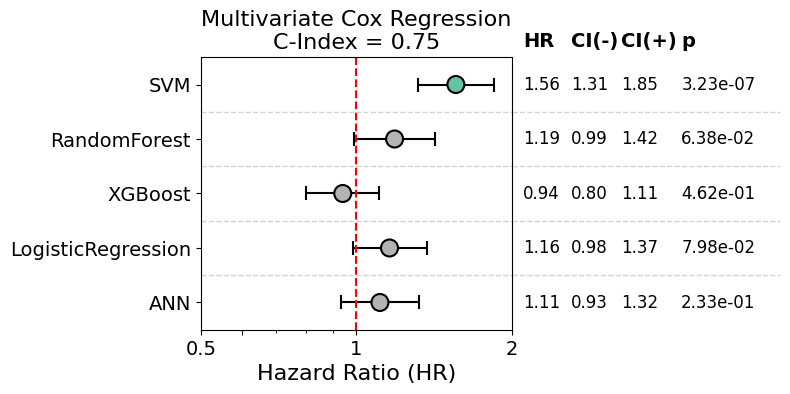 Multivariate Cox Regression
C-Index = 0.75
HR CI(-) CI(+) p
SVM 1.56 1.31 1.85 3.23e-07
RandomForest 1.19 0.99 1.42 6.38e-02
XGBoost 0.94 0.80 1.11 4.62e-01
LogisticRegression 1.16 0.98 1.37 7.98e-02
ANN 1.11 0.93 1.32 2.33e-01
0.5 1 2
Hazard Ratio (HR)